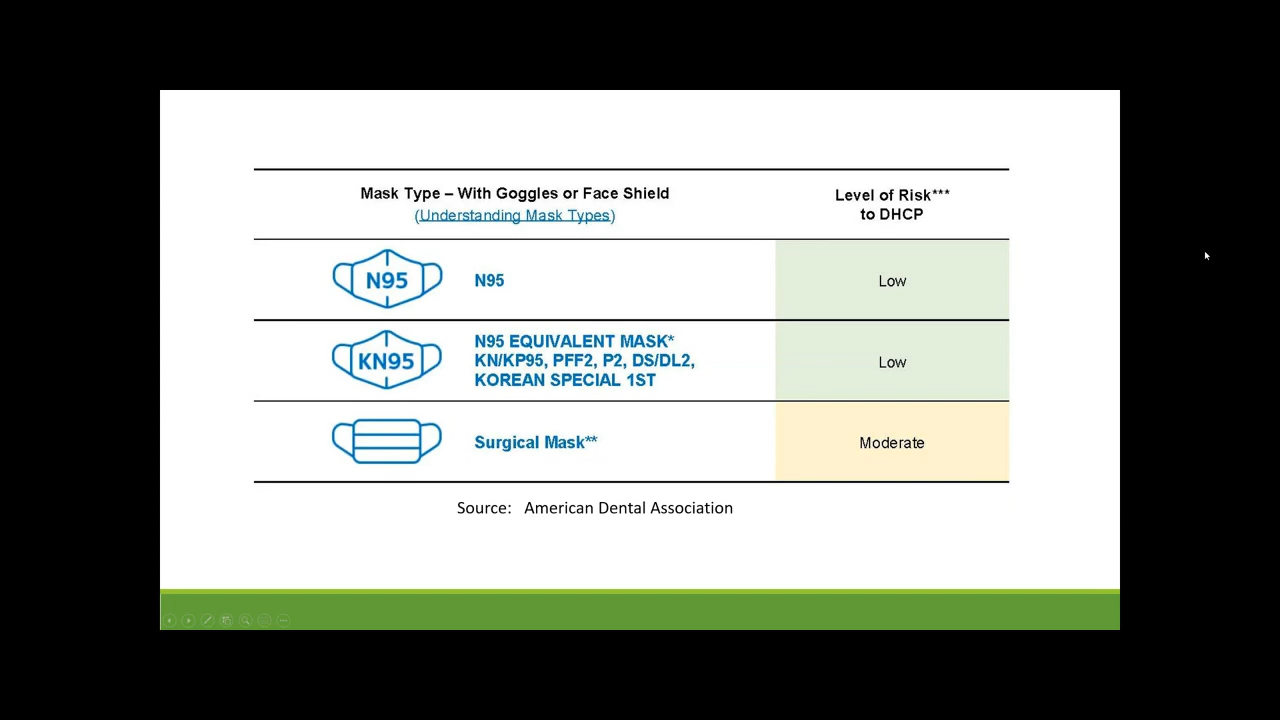 Mask Type – With Goggles or Face Shield
(Understanding Mask Types)
Level of Risk***
to DHCP
N95
N95
Low
KN95
N95 EQUIVALENT MASK*
KN/KP95, PFF2, P2, DS/DL2,
KOREAN SPECIAL 1ST
Low
Surgical Mask**
Moderate
Source: American Dental Association